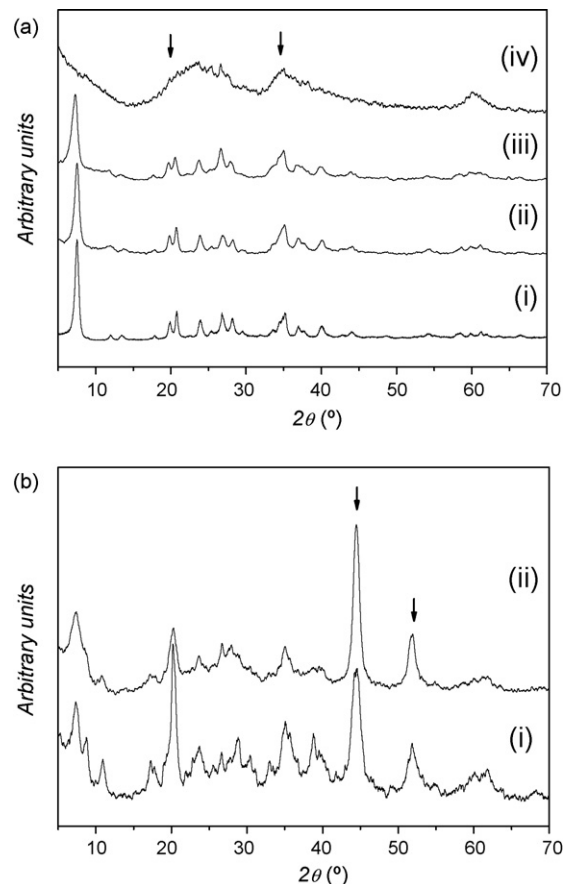 (a)
Arbitrary units
(iv)
(iii)
(ii)
(i)
10 20 30 40 50 60 70
2θ (º)
(b)
Arbitrary units
(ii)
(i)
10 20 30 40 50 60 70
2θ (º)